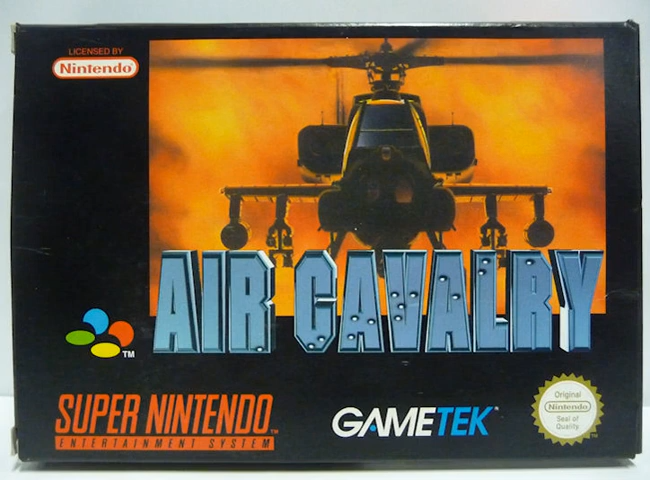 LICENSED BY
Nintendo
AIR CAVALRY
TM
SUPER NINTENDO
ENTERTAINMENT SYSTEM
GAMETEK
Original
Nintendo
Seal of
Quality